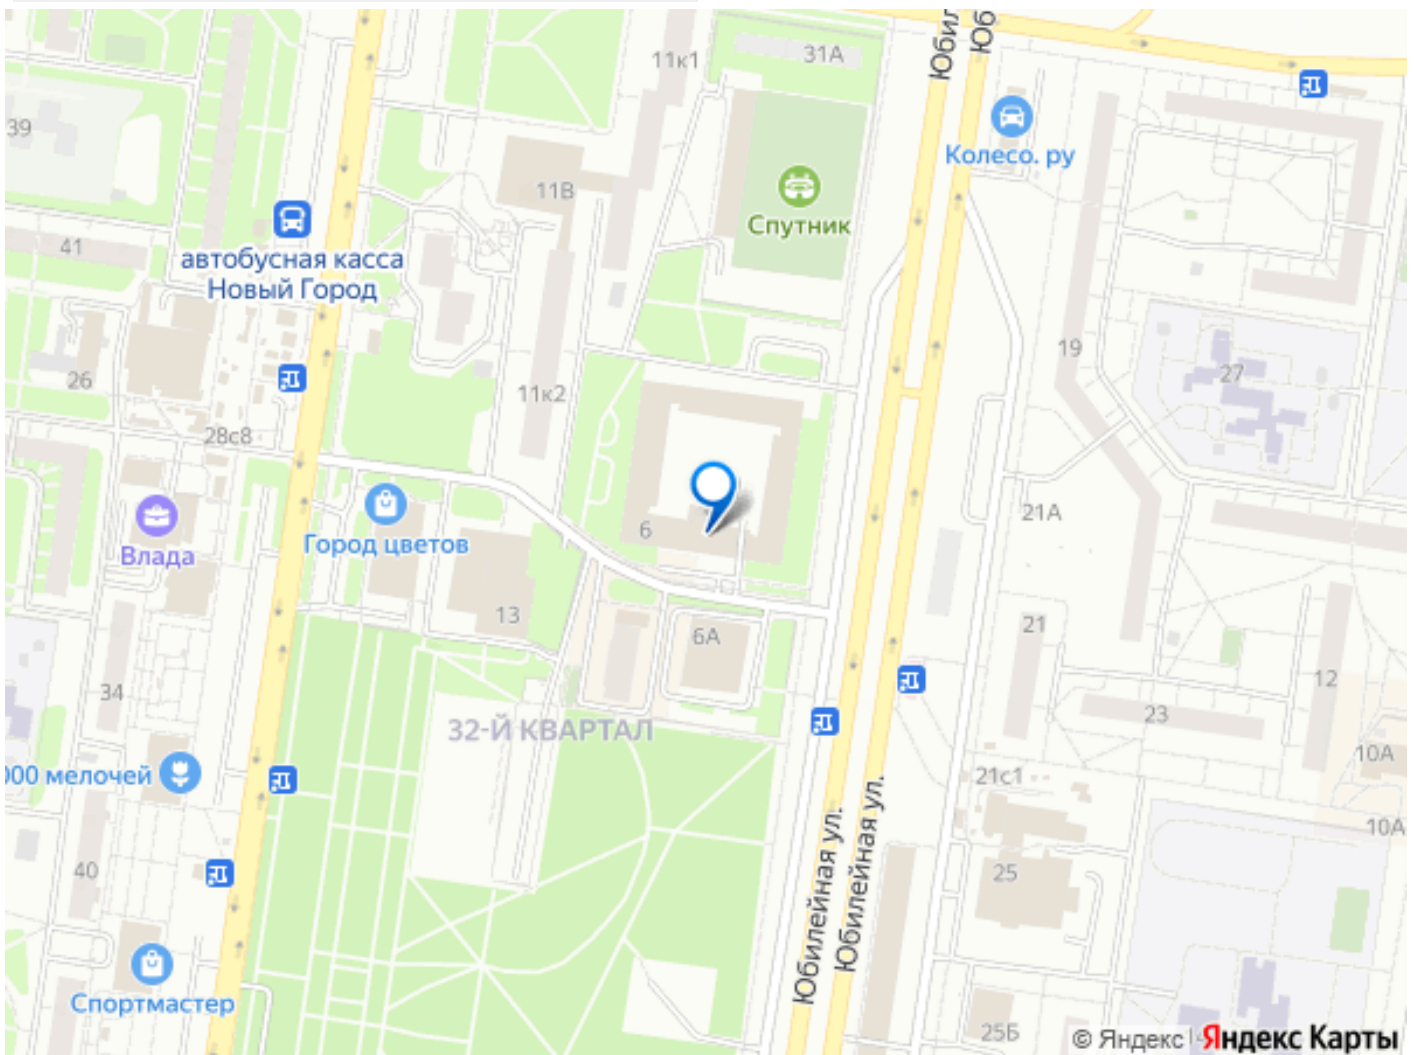 11к1
31А
Юбил
Юб
39
Колесо. ру
11В
Спутник
41
автобусная касса
Новый Город
19
27
26
11к2
28с8
21А
6
Влада
Город цветов
13
6А
21
12
34
32-Й КВАРТАЛ
23
10А
000 мелочей
21с1
10А
Юбилейная ул.
Юбилейная ул.
40
25
Спортмастер
25Б
© Яндекс
Яндекс Карты